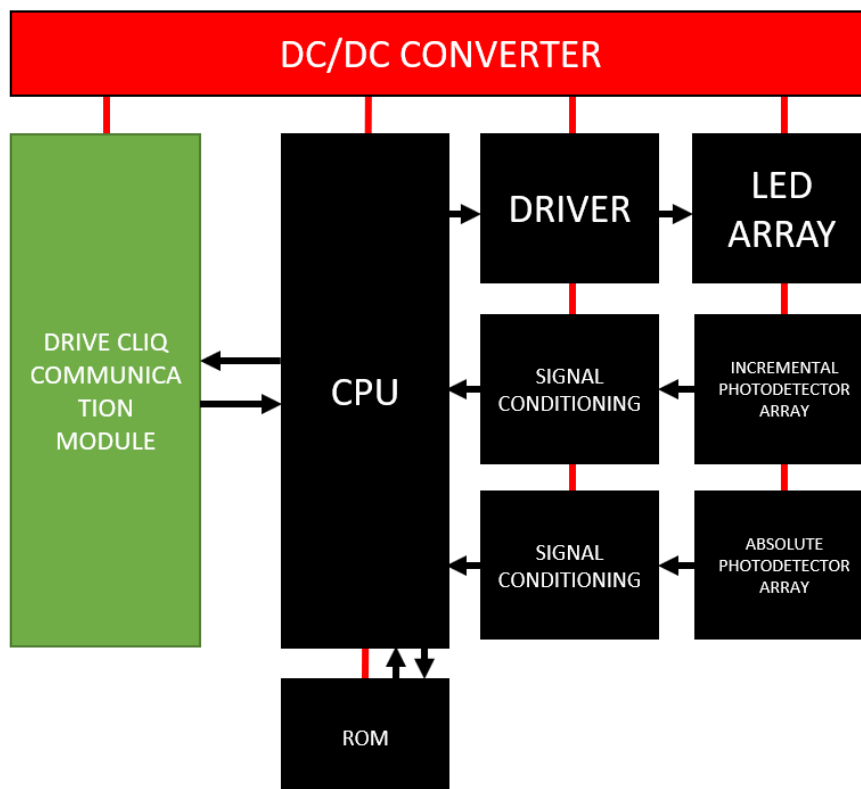 DC/DC CONVERTER
DRIVE CLIQ
COMMUNICA
TION
MODULE
CPU
DRIVER
LED
ARRAY
SIGNAL
CONDITIONING
INCREMENTAL
PHOTODETECTOR
ARRAY
SIGNAL
CONDITIONING
ABSOLUTE
PHOTODETECTOR
ARRAY
ROM